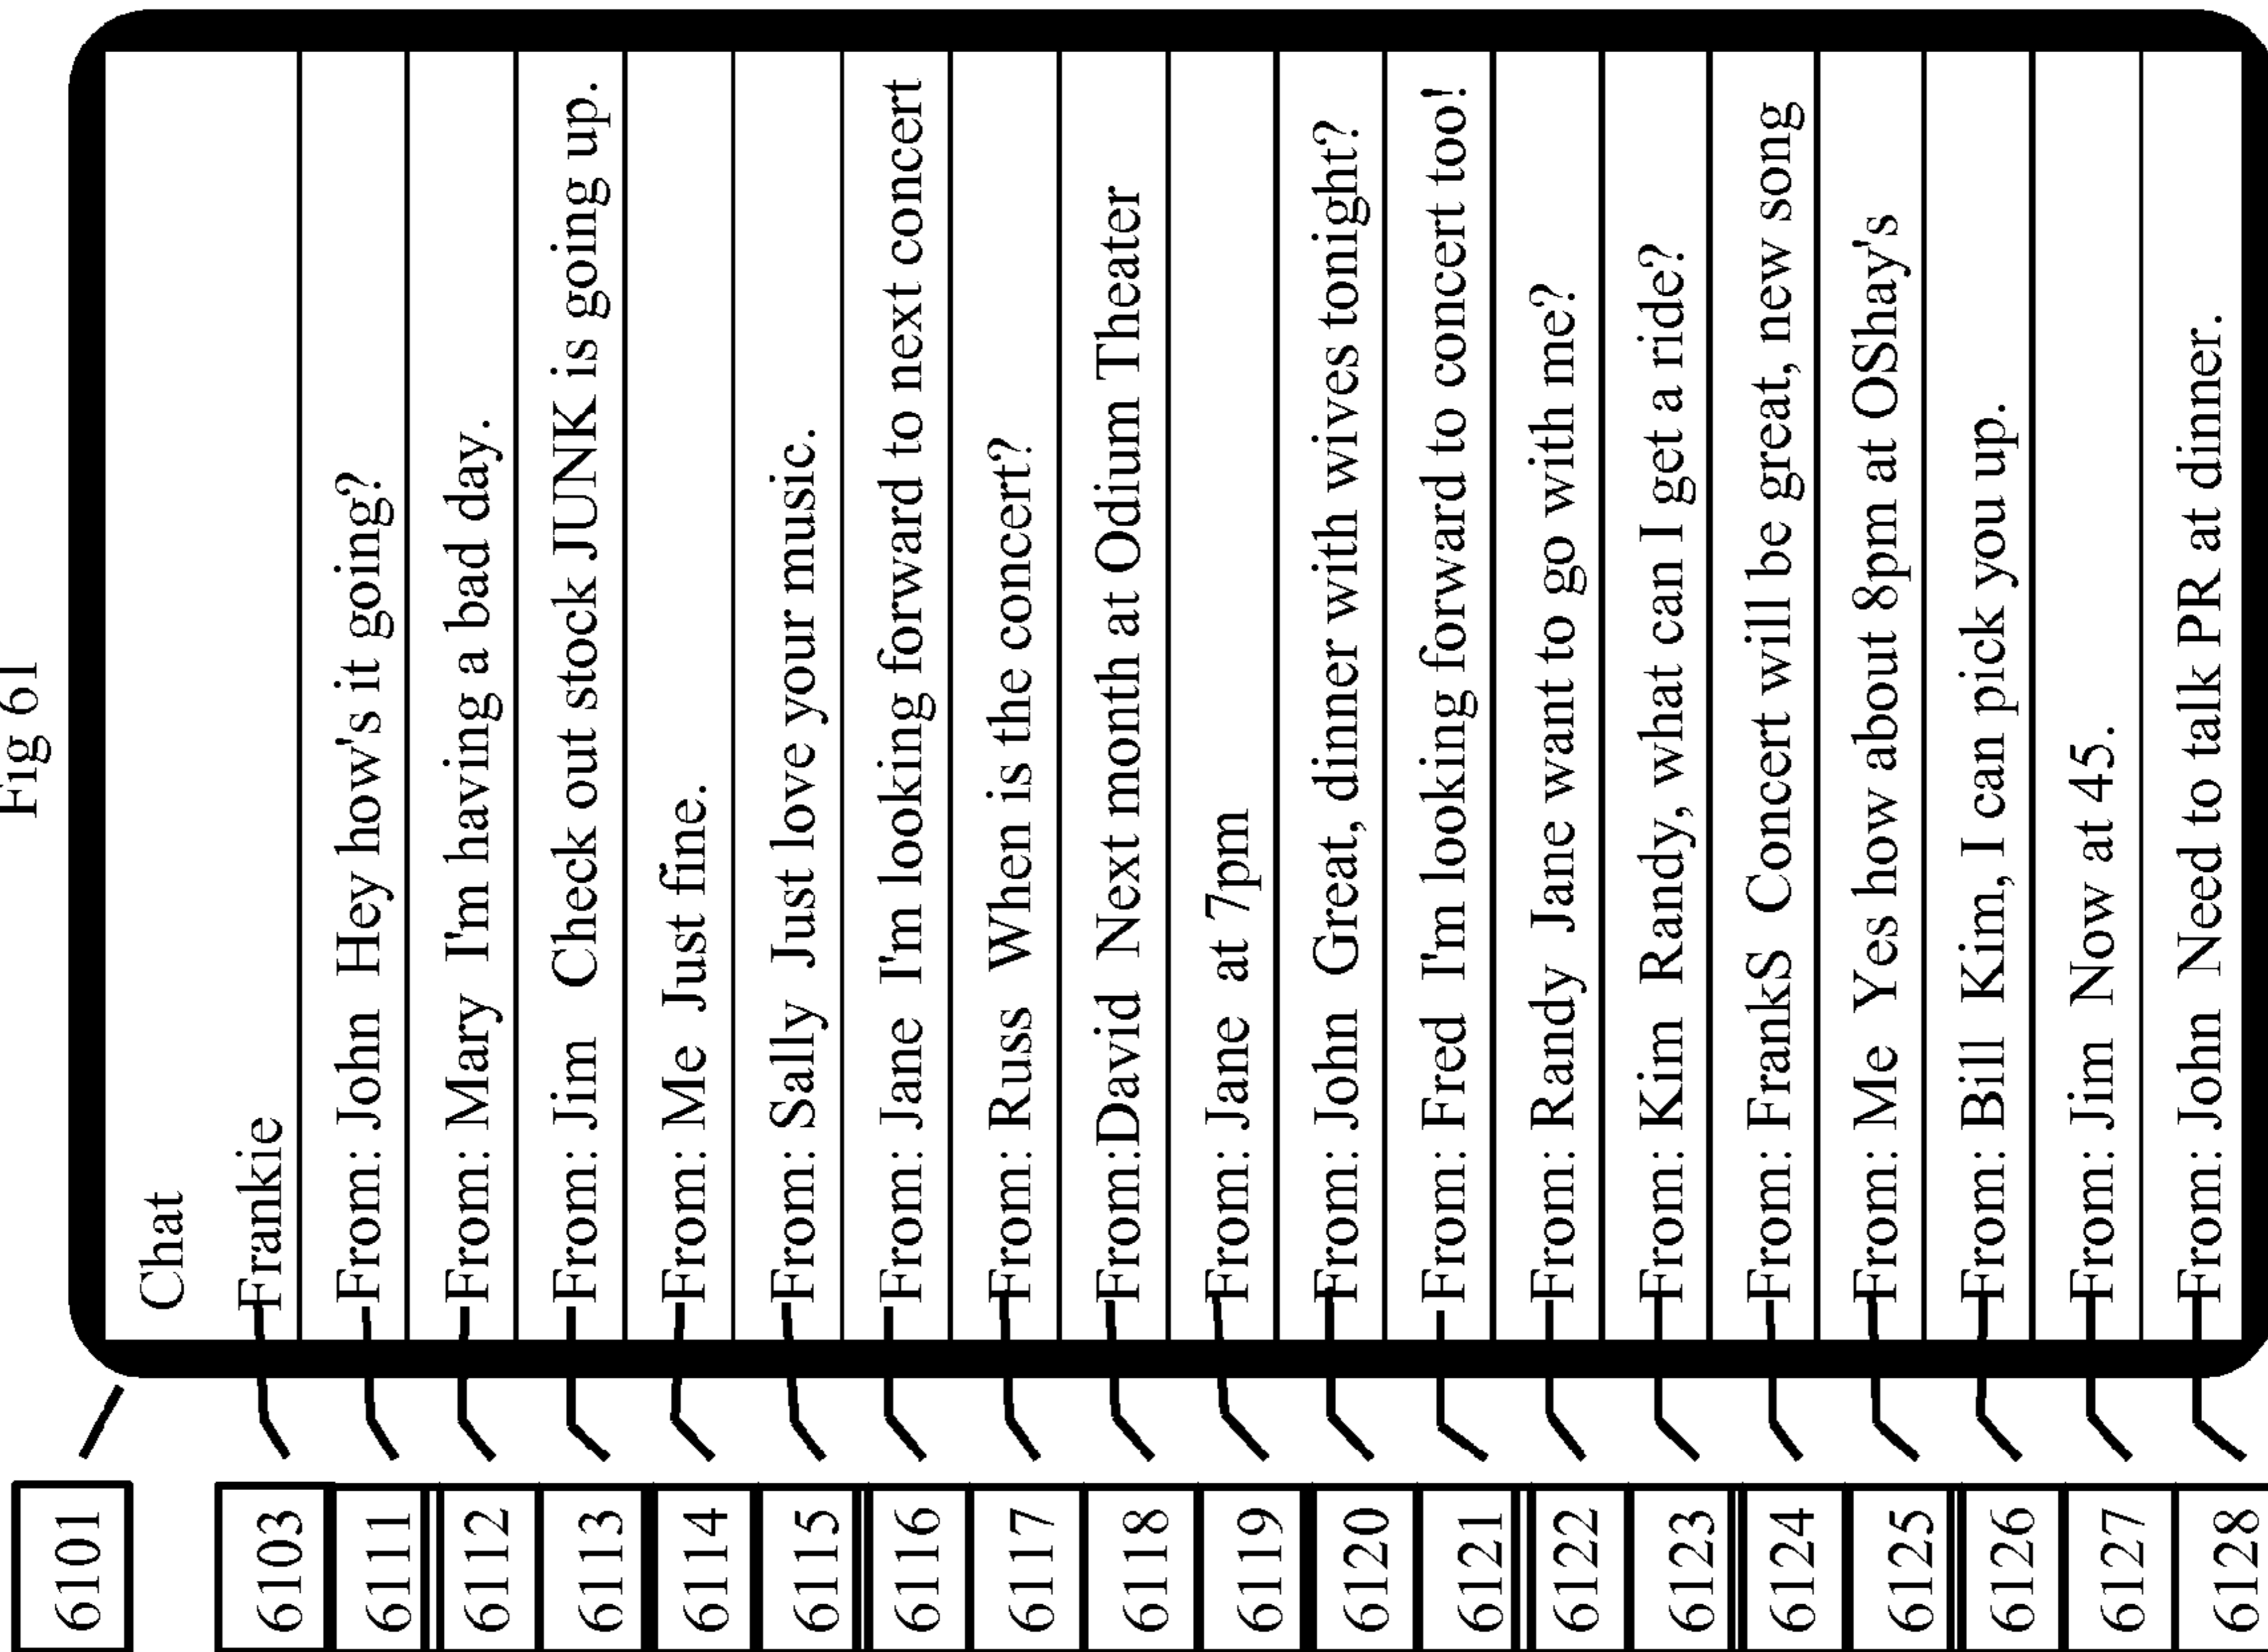 Fig 61
6101
Chat
6103 Frankie
6111 From: John Hey how's it going?
6112 From: Mary I'm having a bad day.
6113 From: Jim Check out stock JUNK is going up.
6114 From: Me Just fine.
6115 From: Sally Just love your music.
6116 From: Jane I'm looking forward to next concert
6117 From: Russ When is the concert?
6118 From:David Next month at Odium Theater
6119 From: Jane at 7pm
6120 From: John Great, dinner with wives tonight?
6121 From: Fred I'm looking forward to concert too!
6122 From: Randy Jane want to go with me?
6123 From: Kim Randy, what can I get a ride?
6124 From: FrankS Concert will be great, new song
6125 From: Me Yes how about 8pm at OShay's
6126 From: Bill Kim, I can pick you up.
6127 From: Jim Now at 45.
6128 From: John Need to talk PR at dinner.